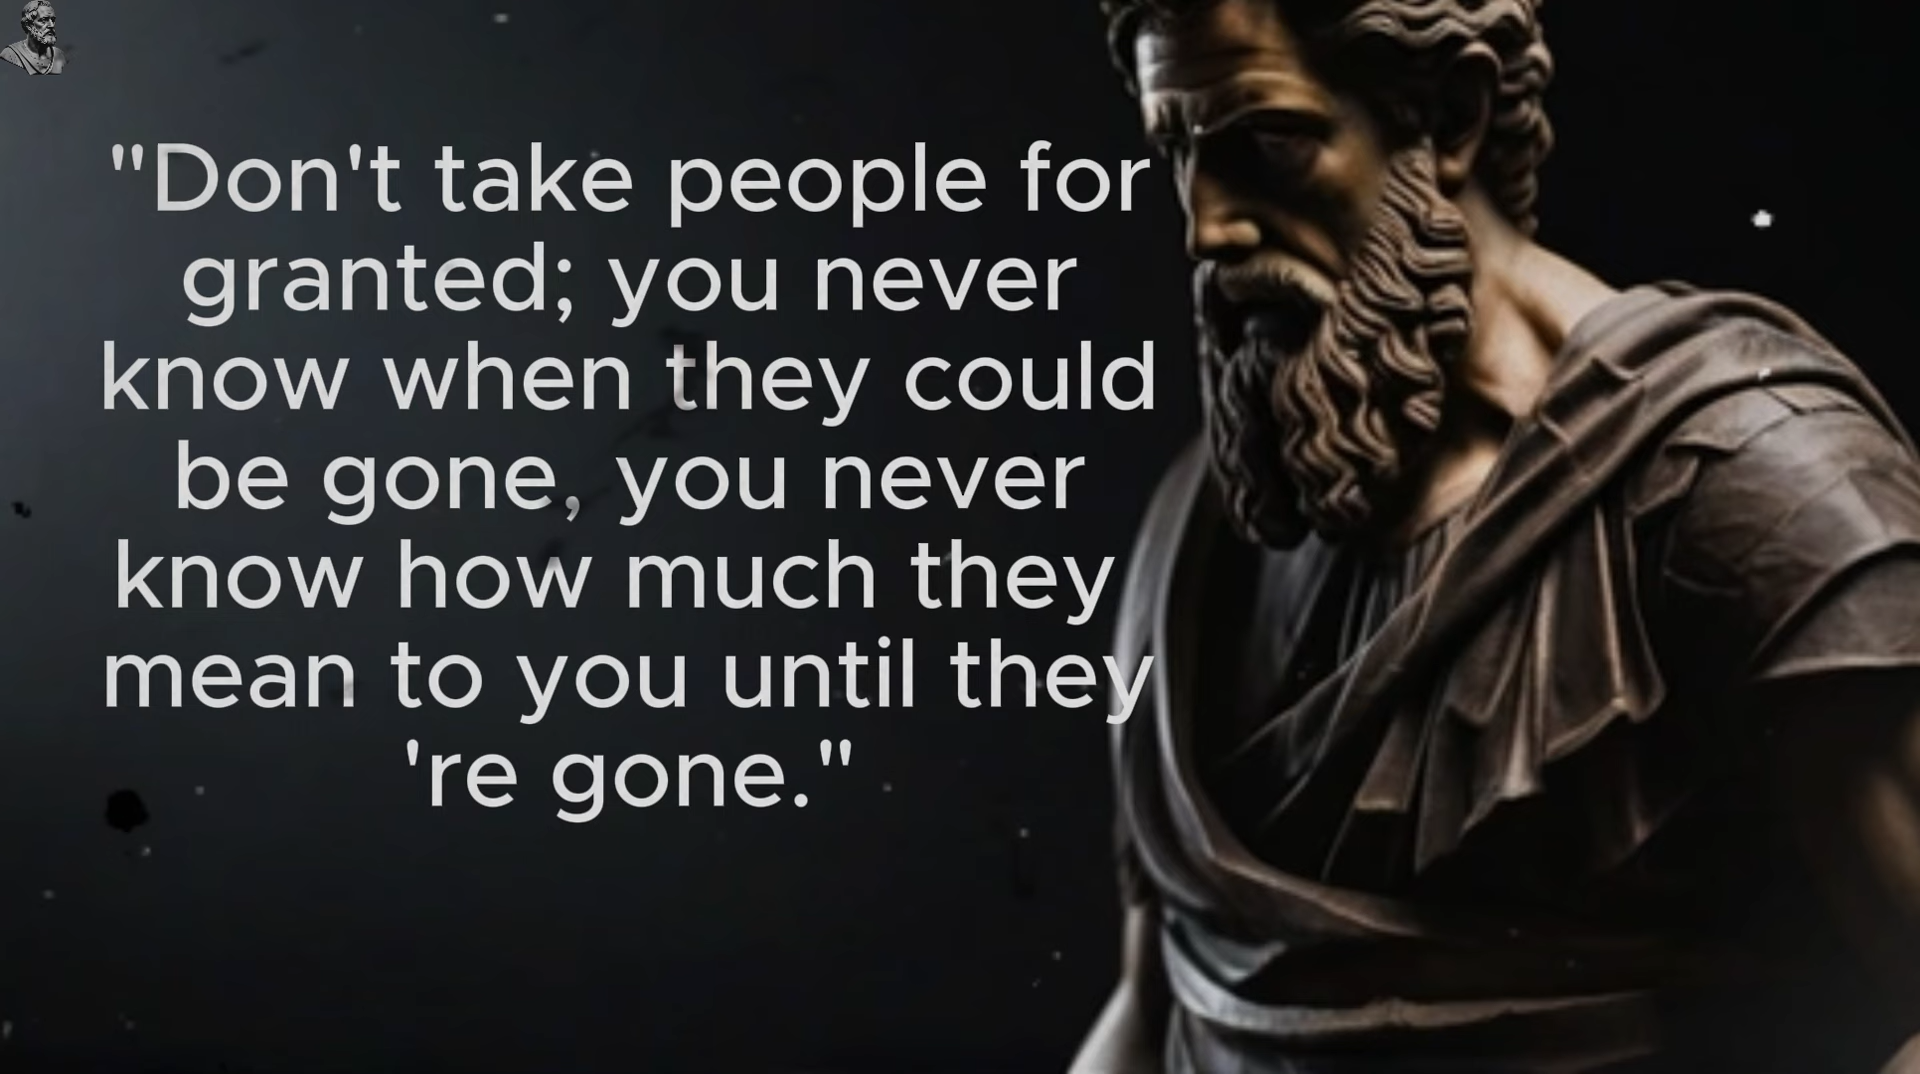 "Don't take people for
granted; you never
know when they could
be gone, you never
know how much they
mean to you until they
're gone."